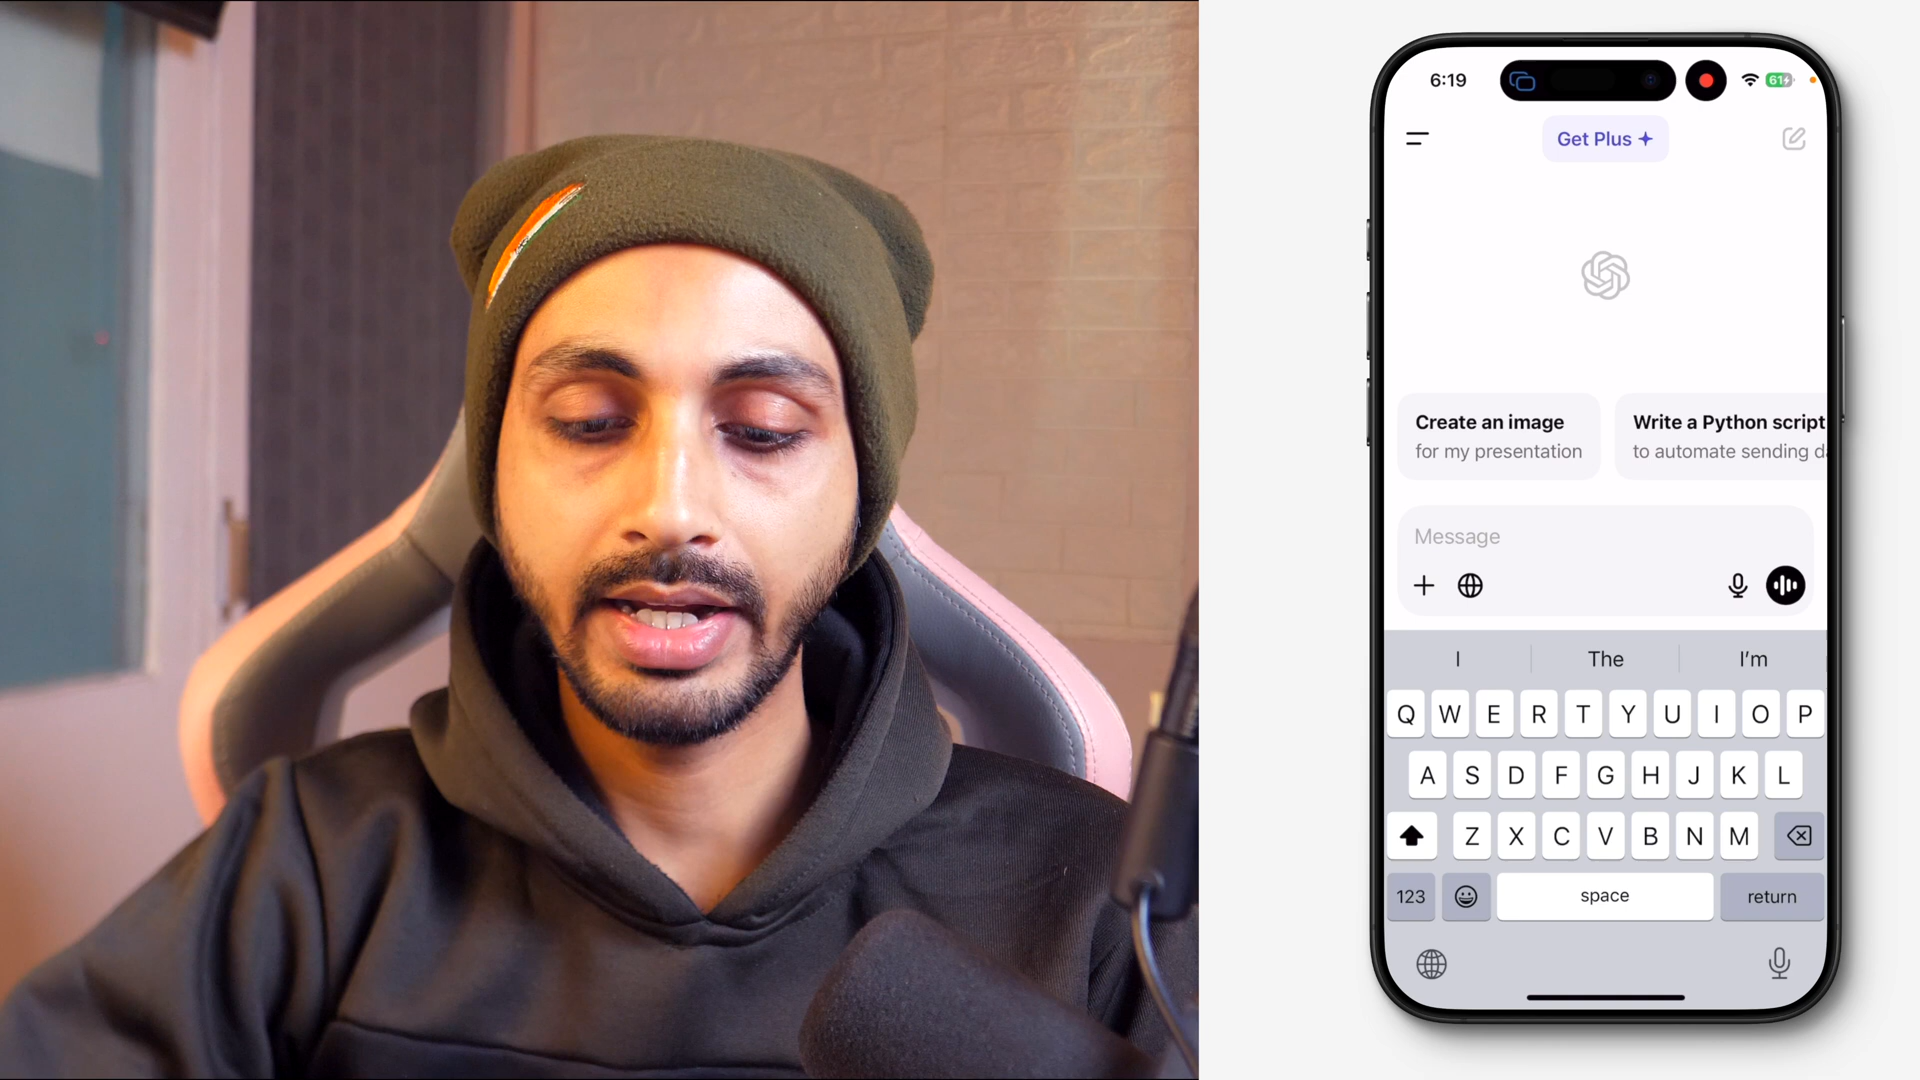 6:19
61
Get Plus
Create an image
for my presentation
Write a Python script
to automate sending d
Message
I
The
I'm
Q W E R T Y U I O P
A S D F G H J K L
Z X C V B N M
123
space
return